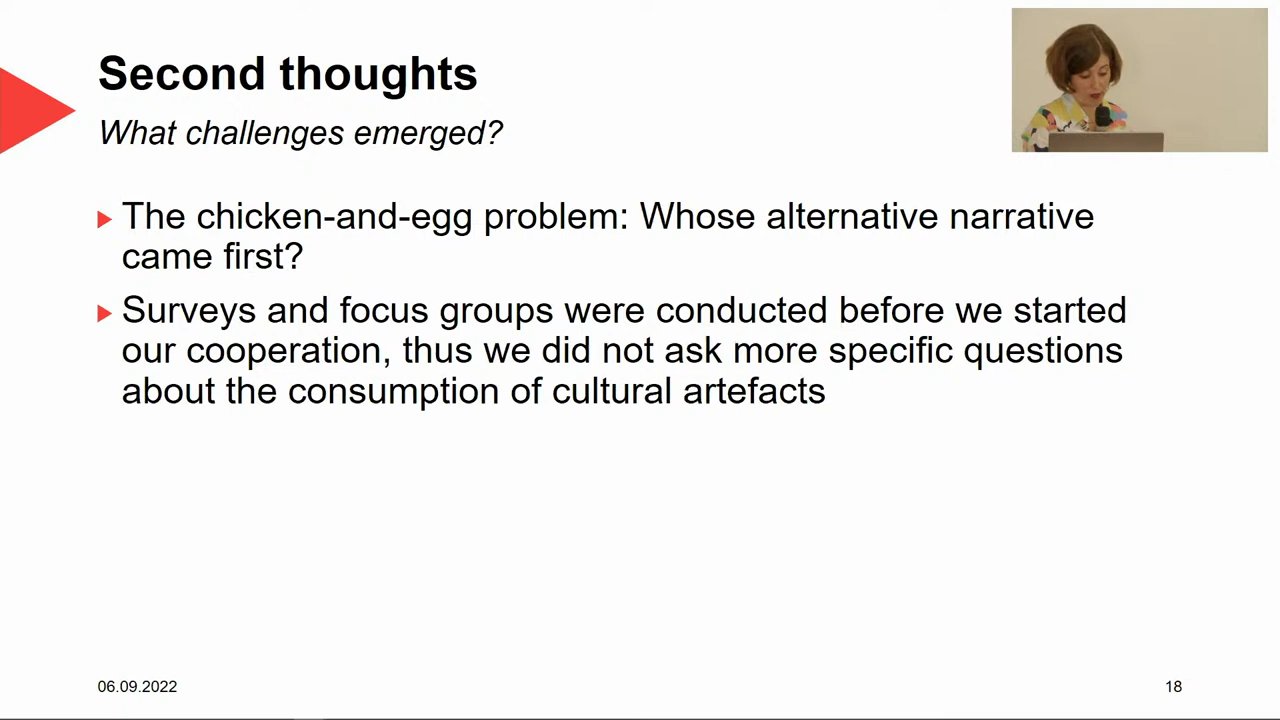 Second thoughts
What challenges emerged?
The chicken-and-egg problem: Whose alternative narrative
came first?
Surveys and focus groups were conducted before we started
our cooperation, thus we did not ask more specific questions
about the consumption of cultural artefacts
06.09.2022
18